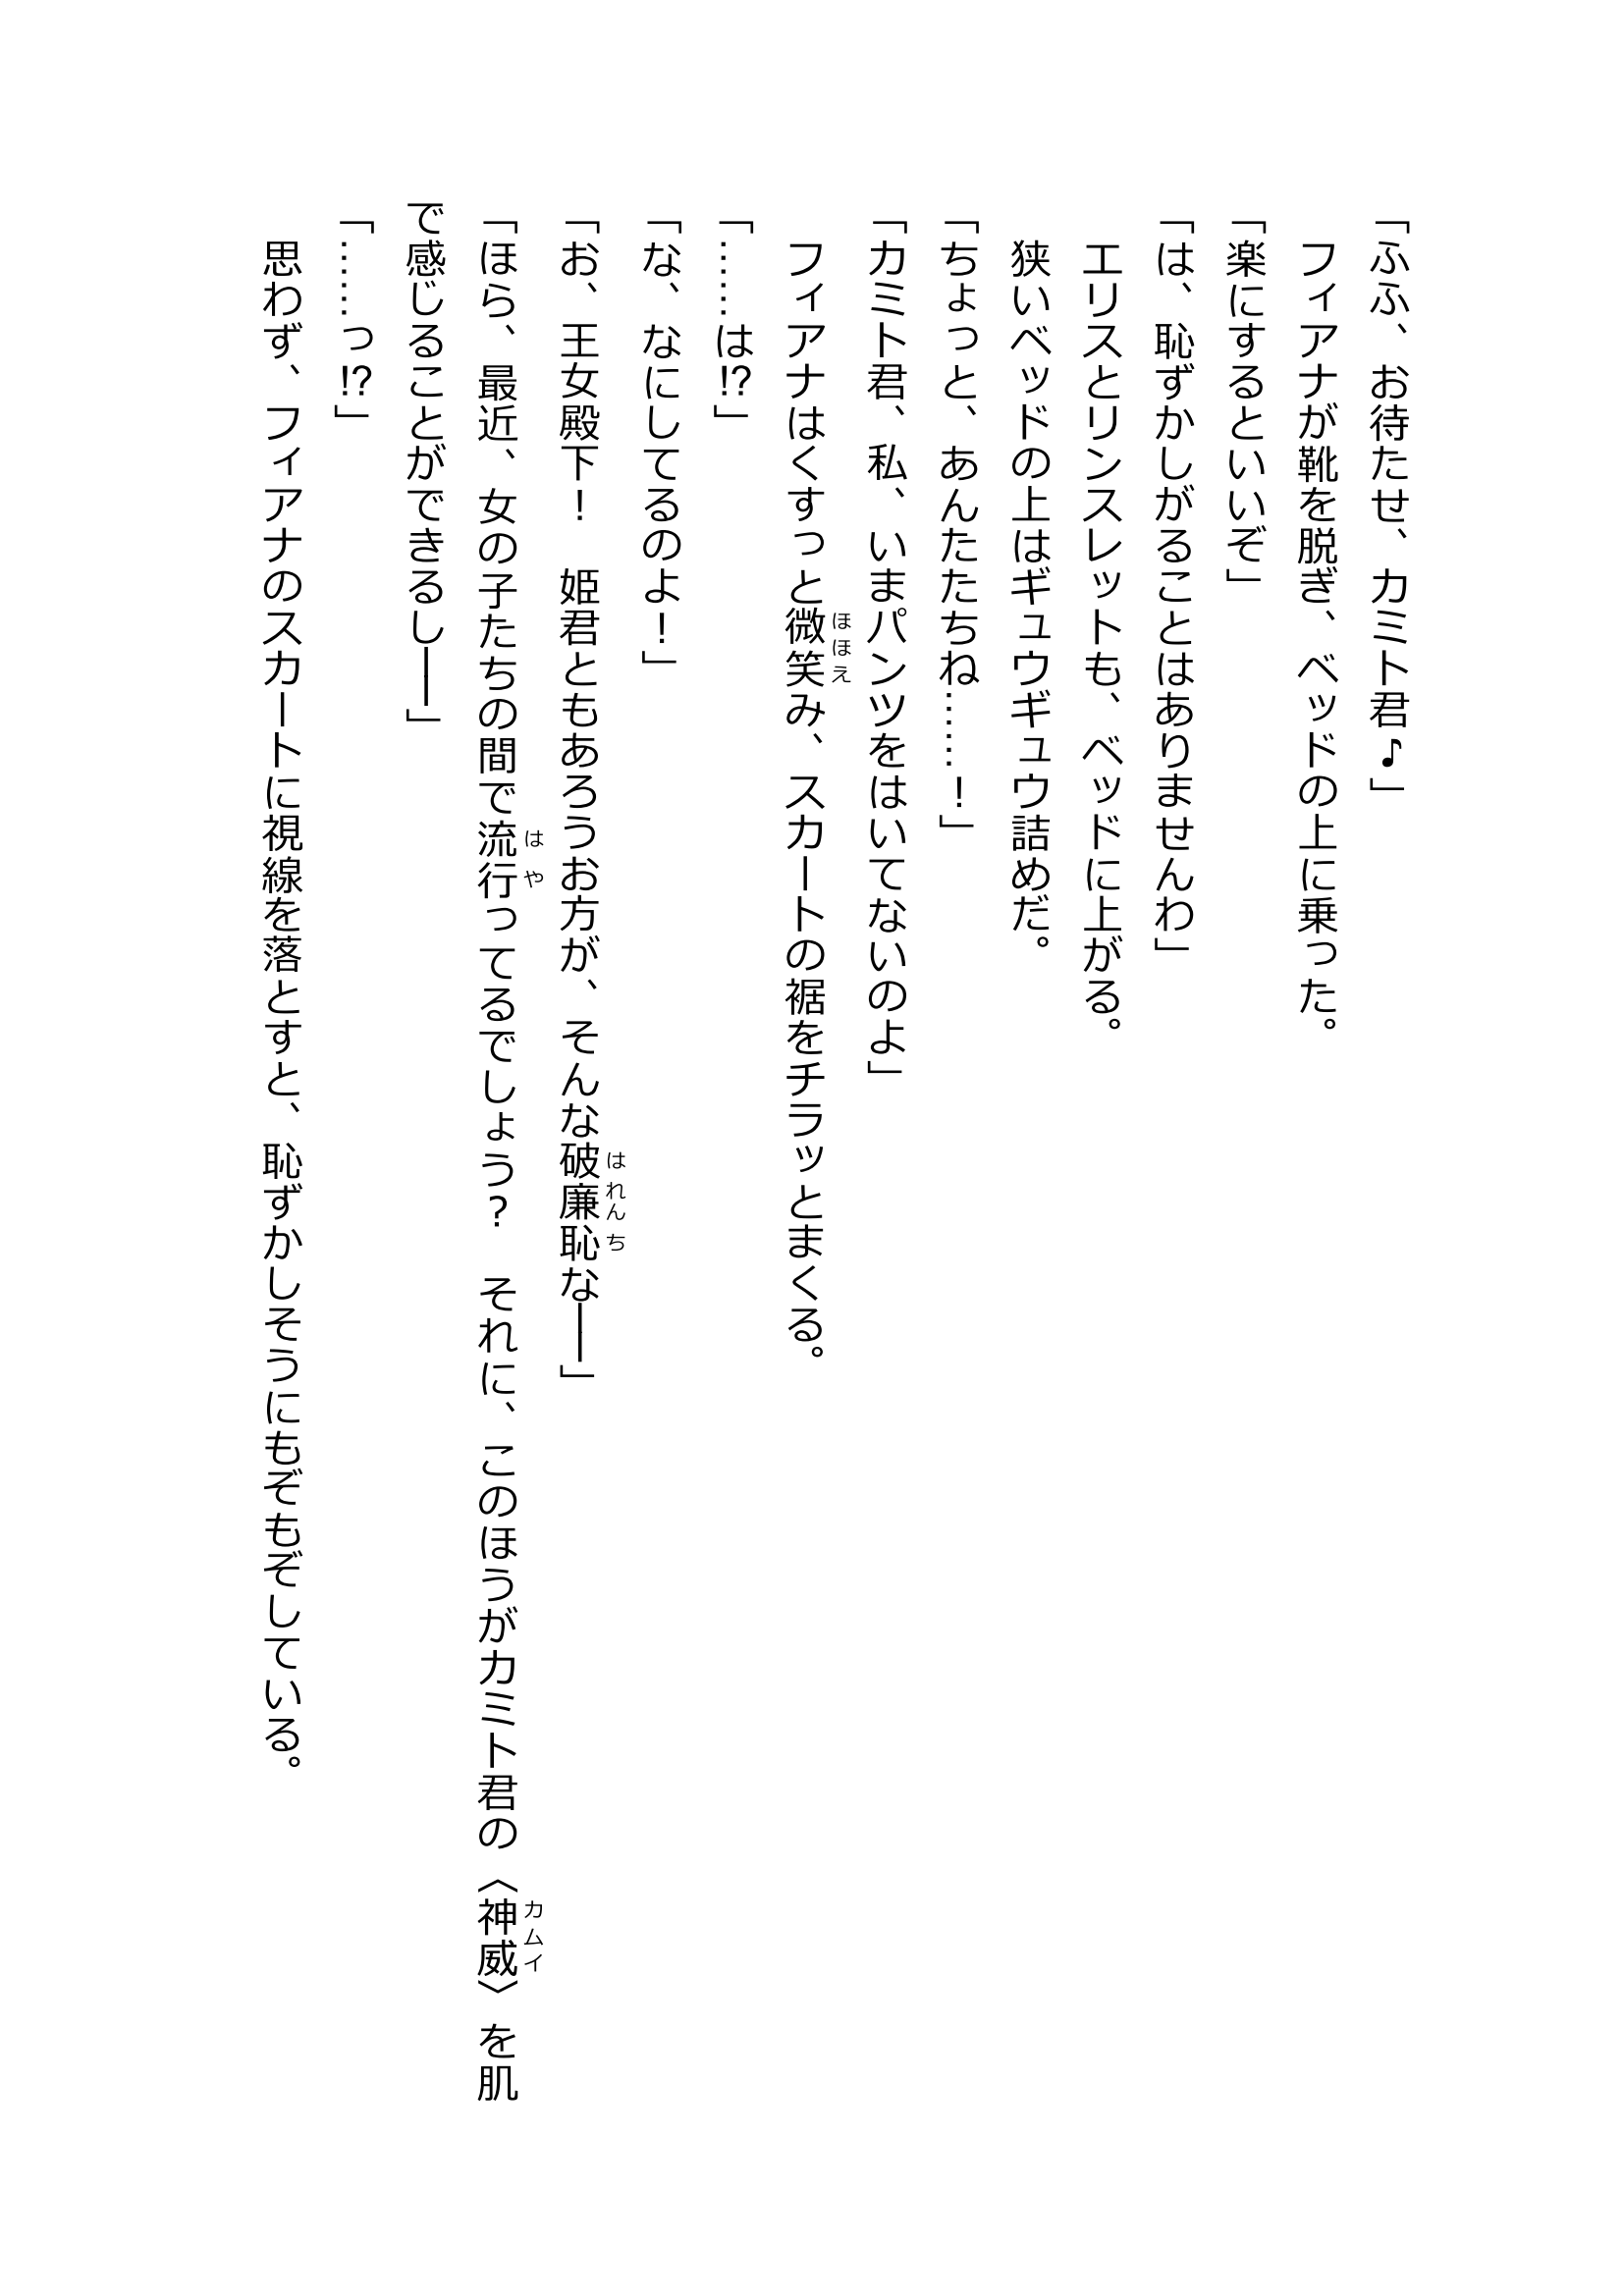 「ふふ、お待たせ、カミト君♪」
　フィアナが靴を脱ぎ、ベッドの上に乗った。
「楽にするといいぞ」
「は、恥ずかしがることはありませんわ」
　エリスとリンスレットも、ベッドに上がる。
　狭いベッドの上はギュウギュウ詰めだ。
「ちょっと、あんたたちね……！」
「カミト君、私、いまパンツをはいてないのよ」
　フィアナはくすっと微笑み、スカートの裾をチラッとまくる。
ほほえ
「……は⁉」
「な、なにしてるのよ！」
「お、王女殿下！　姫君ともあろうお方が、そんな破廉恥な――」
はれんち
「ほら、最近、女の子たちの間で流行ってるでしょう？　それに、このほうがカミト君の〈神威〉を肌
はや
カムイ
で感じることができるし――」
「……っ⁉」
　思わず、フィアナのスカートに視線を落とすと、恥ずかしそうにもぞもぞしている。